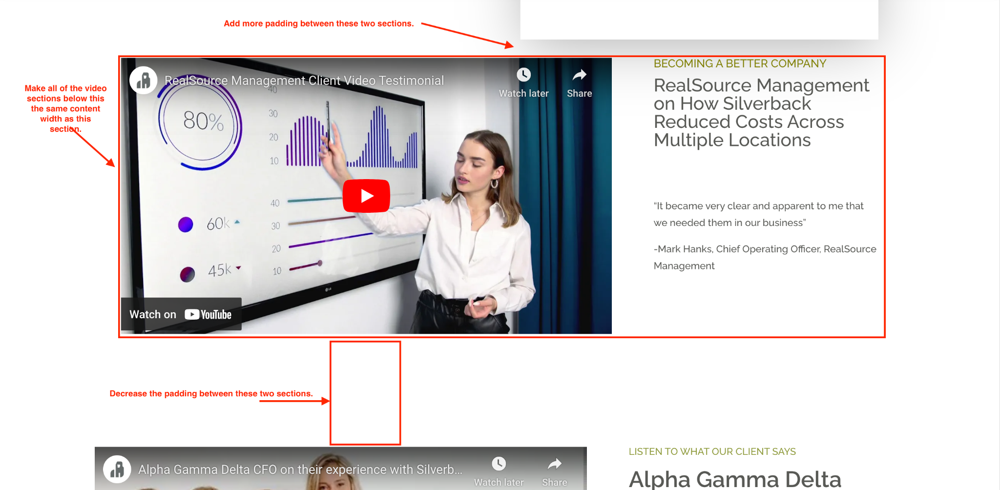 Add more padding between these two sections.
Make all of the video
sections below this
the same content
width as this
section.
RealSource Management Client Video Testimonial
Watch later
Share
80%
40
30
20
10
40
30
20
10
60k
45k
LG
Watch on YouTube
BECOMING A BETTER COMPANY
RealSource Management
on How Silverback
Reduced Costs Across
Multiple Locations
“It became very clear and apparent to me that
we needed them in our business”
-Mark Hanks, Chief Operating Officer, RealSource
Management
Decrease the padding between these two sections.
Alpha Gamma Delta CFO on their experience with Silverb...
Watch later
Share
LISTEN TO WHAT OUR CLIENT SAYS
Alpha Gamma Delta